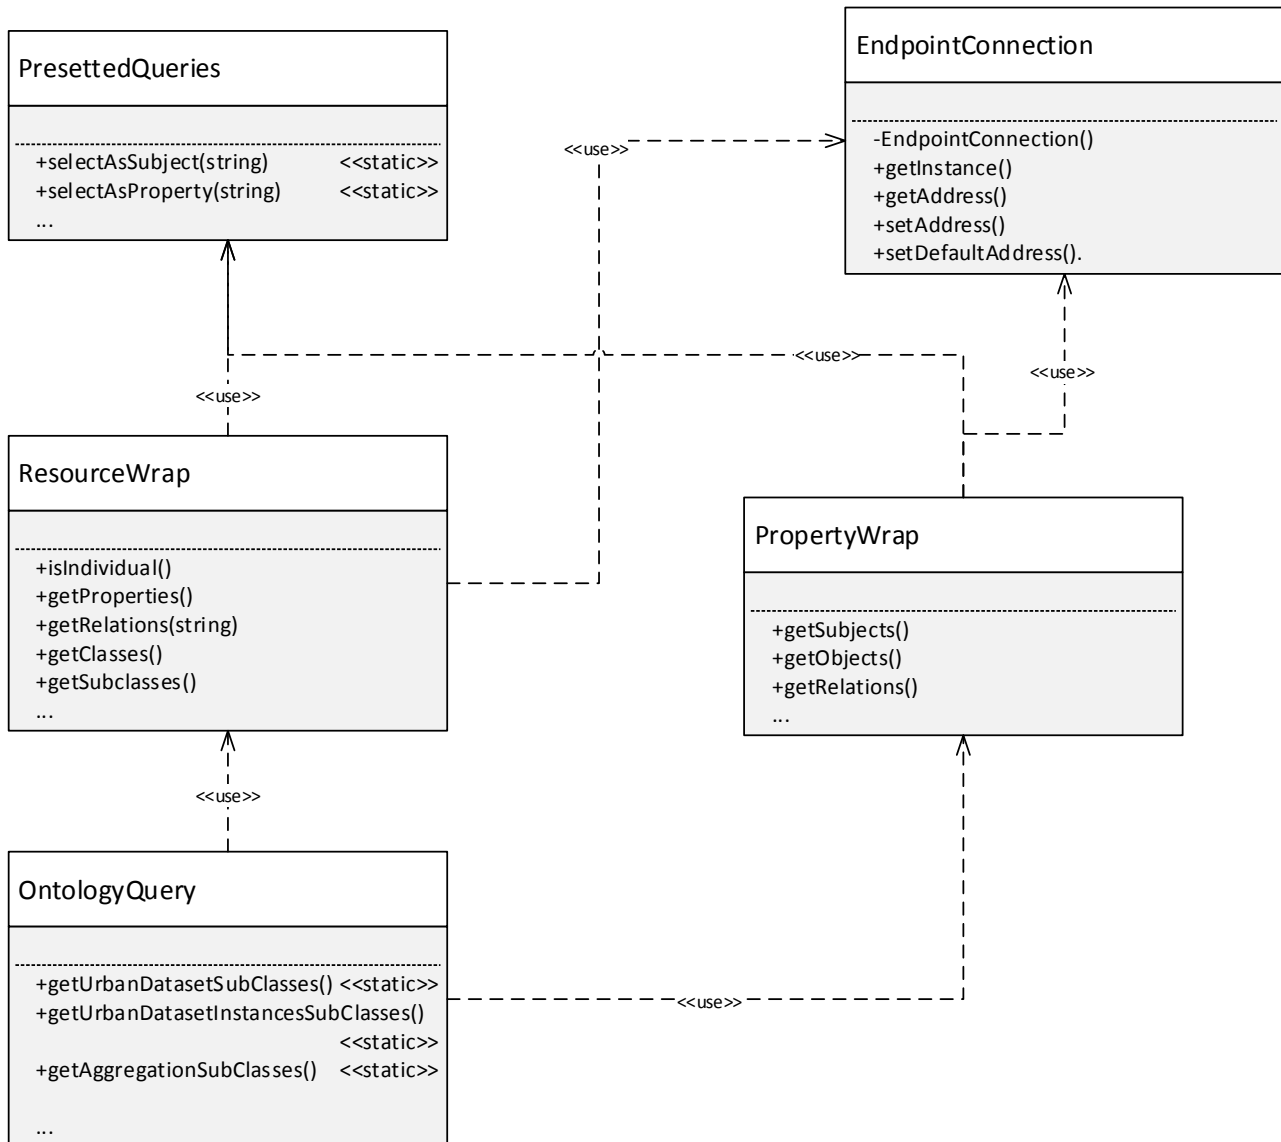 PresettedQueries
+selectAsSubject(string) <<static>>
+selectAsProperty(string) <<static>>
...
EndpointConnection
-EndpointConnection()
+getInstance()
+getAddress()
+setAddress()
+setDefaultAddress().
<<use>>
<<use>>
<<use>>
<<use>>
ResourceWrap
+isIndividual()
+getProperties()
+getRelations(string)
+getClasses()
+getSubclasses()
...
PropertyWrap
+getSubjects()
+getObjects()
+getRelations()
...
<<use>>
OntologyQuery
+getUrbanDatasetSubClasses() <<static>>
+getUrbanDatasetInstancesSubClasses()
<<static>>
+getAggregationSubClasses() <<static>>
...
<<use>>